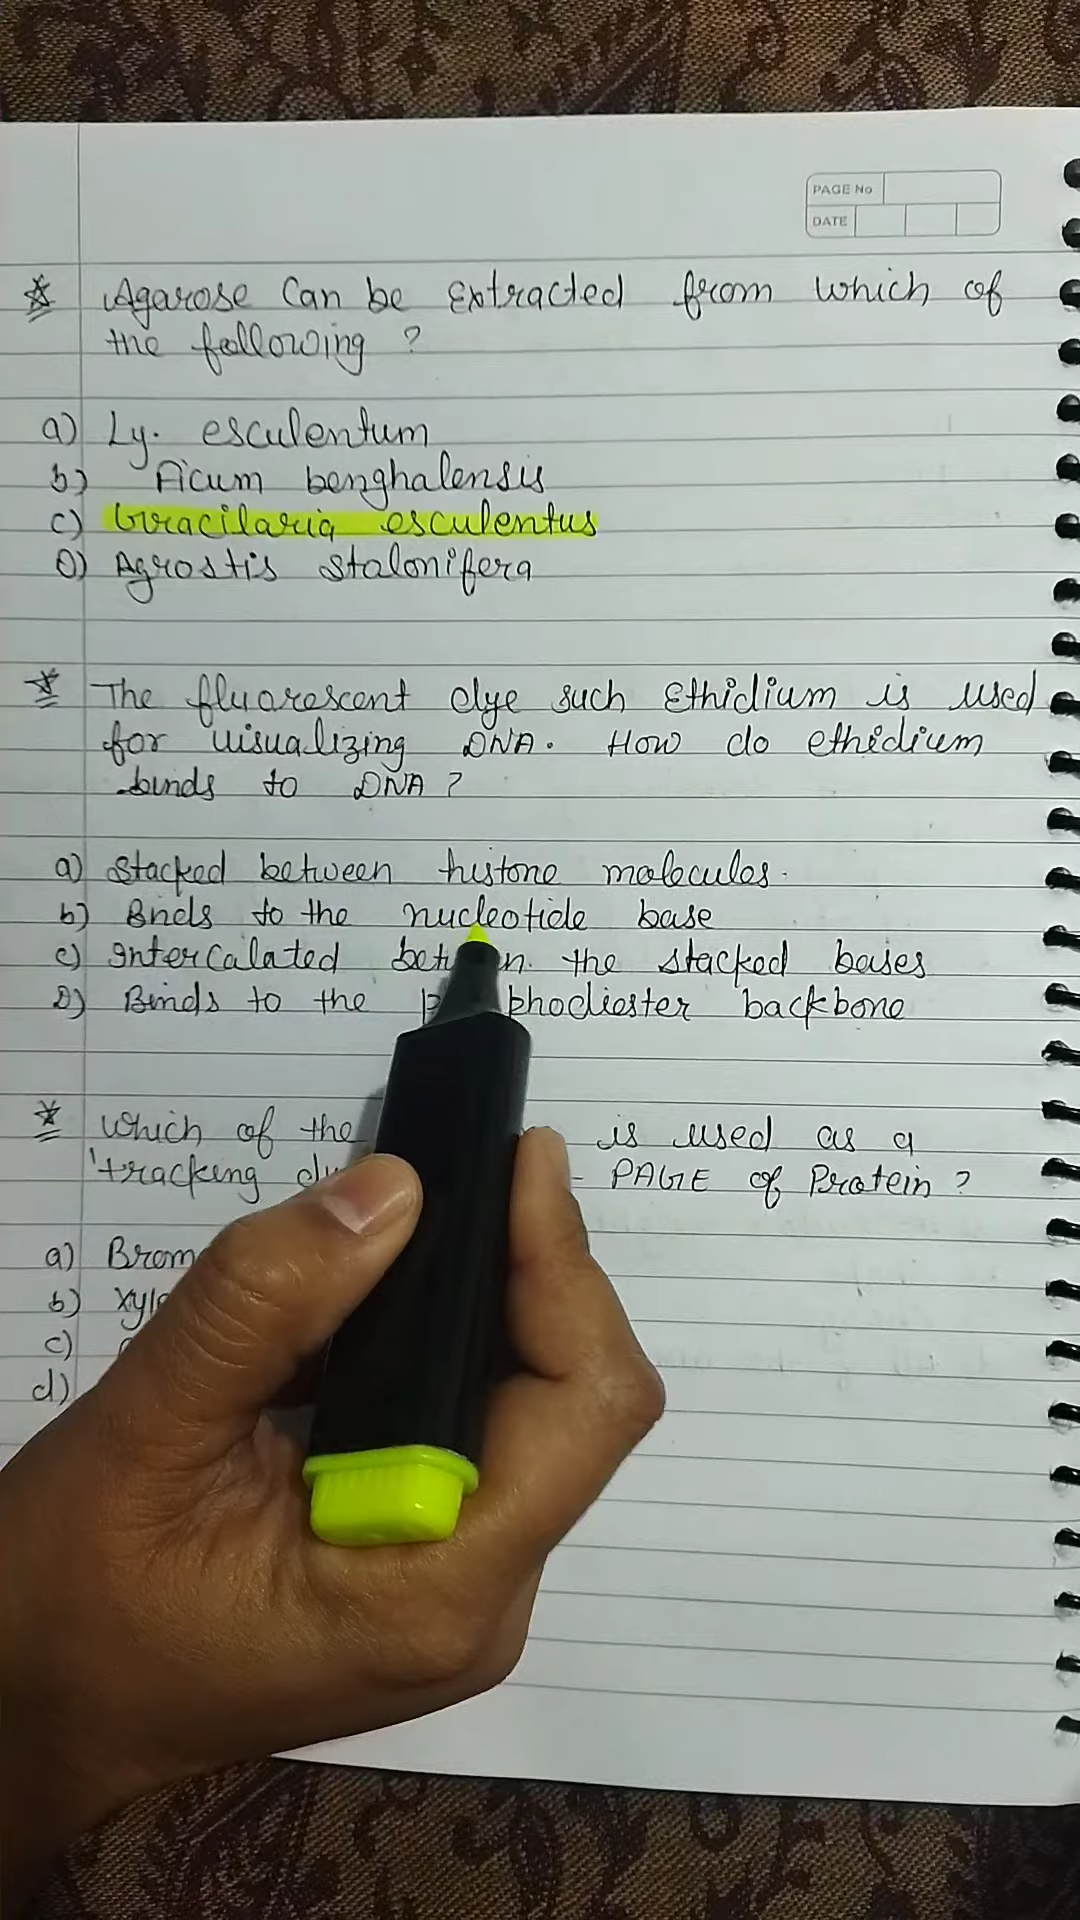 PAGE No
DATE
Agarose Can be Extracted from which of
the following ?
a) Ly. esculentum
b) Ficum benghalensis
c) Gracilaria esculentus
D) Agrostis stalonifera
The fluorescent dye such Ethidium is used
for visualizing DNA. How do ethidium
binds to DNA ?
a) Stacked between histone molecules.
b) Bnds to the nucleotide base
c) Intercalated the stacked bases
D) Binds to the backbone
which of the is used as a
'tracking PAGE of Protein ?
a)
b)
c)
d)